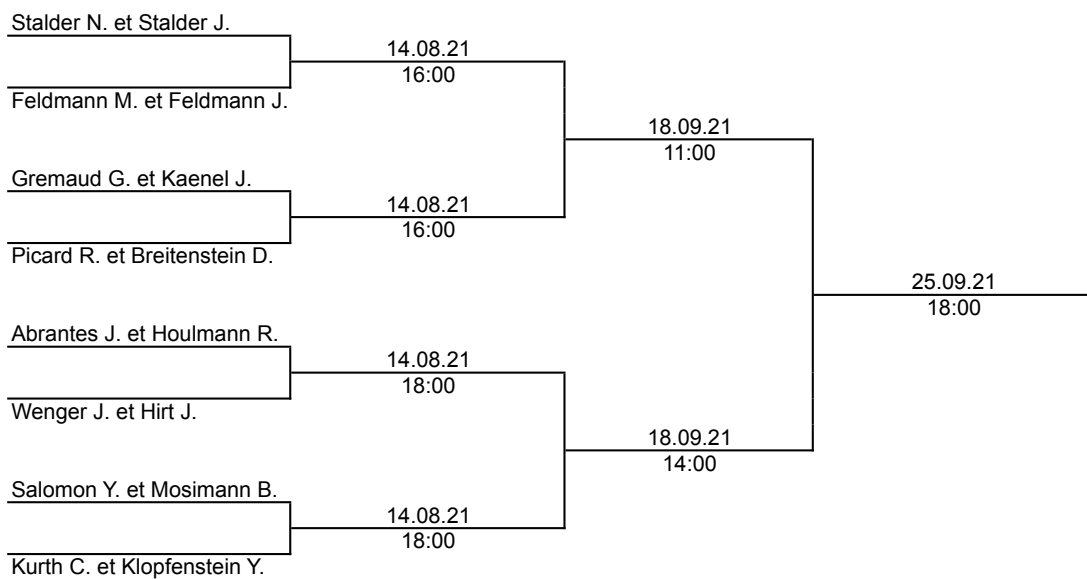 Stalder N. et Stalder J.
14.08.21
16:00
Feldmann M. et Feldmann J.
18.09.21
11:00
Gremaud G. et Kaenel J.
14.08.21
16:00
Picard R. et Breitenstein D.
25.09.21
18:00
Abrantes J. et Houlmann R.
14.08.21
18:00
Wenger J. et Hirt J.
18.09.21
14:00
Salomon Y. et Mosimann B.
14.08.21
18:00
Kurth C. et Klopfenstein Y.